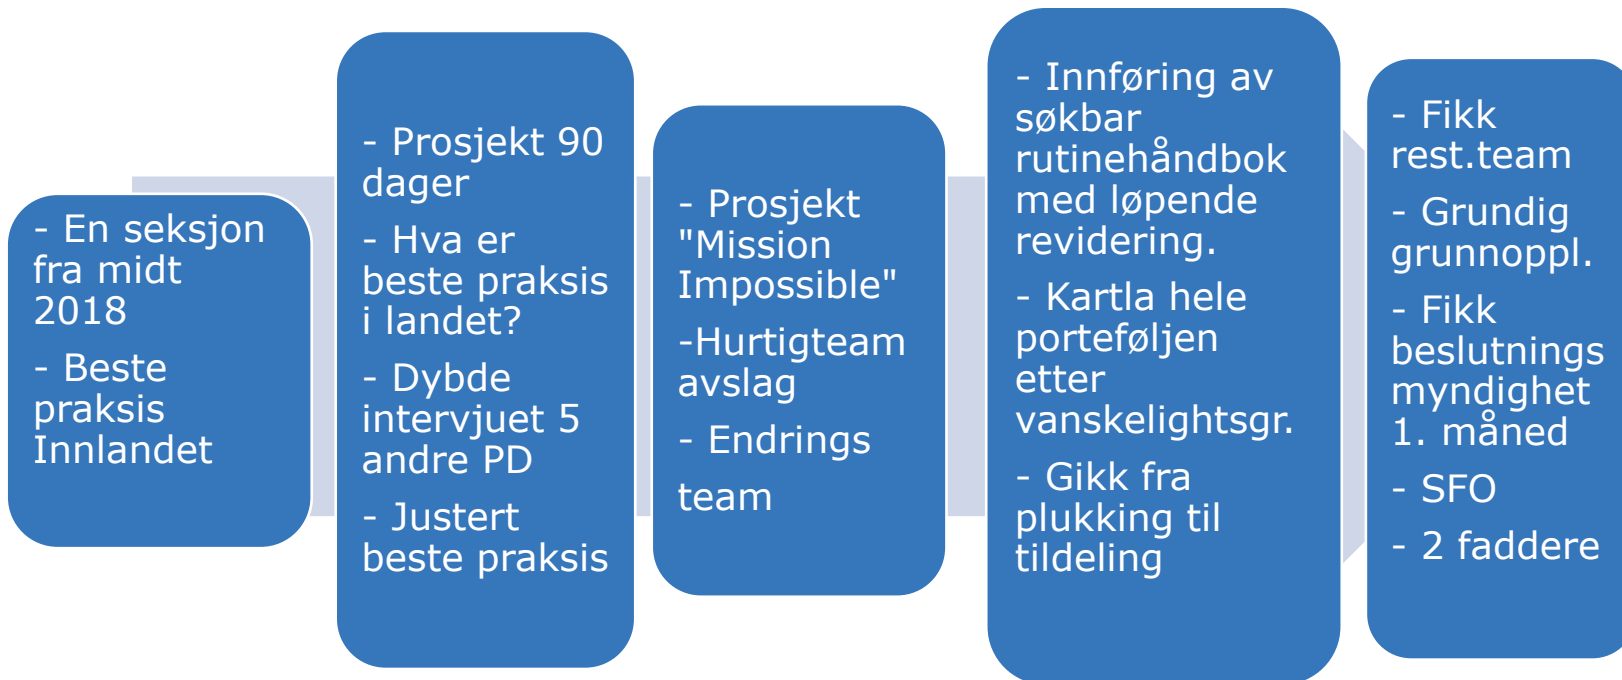 - En seksjon
fra midt
2018
- Beste
praksis
Innlandet
- Prosjekt 90
dager
- Hva er
beste praksis
i landet?
- Dybde
intervjuet 5
andre PD
- Justert
beste praksis
- Prosjekt
"Mission
Impossible"
-Hurtigteam
avslag
- Endrings
team
- Innføring av
søkbar
rutinehåndbok
med løpende
revidering.
- Kartla hele
porteføljen
etter
vanskelightsgr.
- Gikk fra
plukking til
tildeling
- Fikk
rest.team
- Grundig
grunnoppl.
- Fikk
beslutnings
myndighet
1. måned
- SFO
- 2 faddere